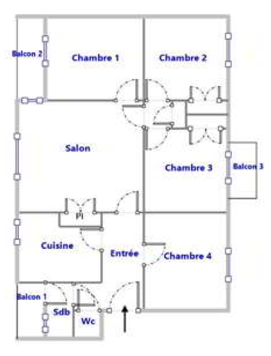 Balcon 2
Chambre 1
Chambre 2
Salon
Chambre 3
Balcon 3
Pl
Cuisine
Entrée
Chambre 4
Balcon 1
Sdb
Wc